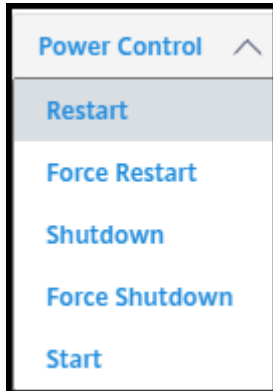 Power Control
Restart
Force Restart
Shutdown
Force Shutdown
Start